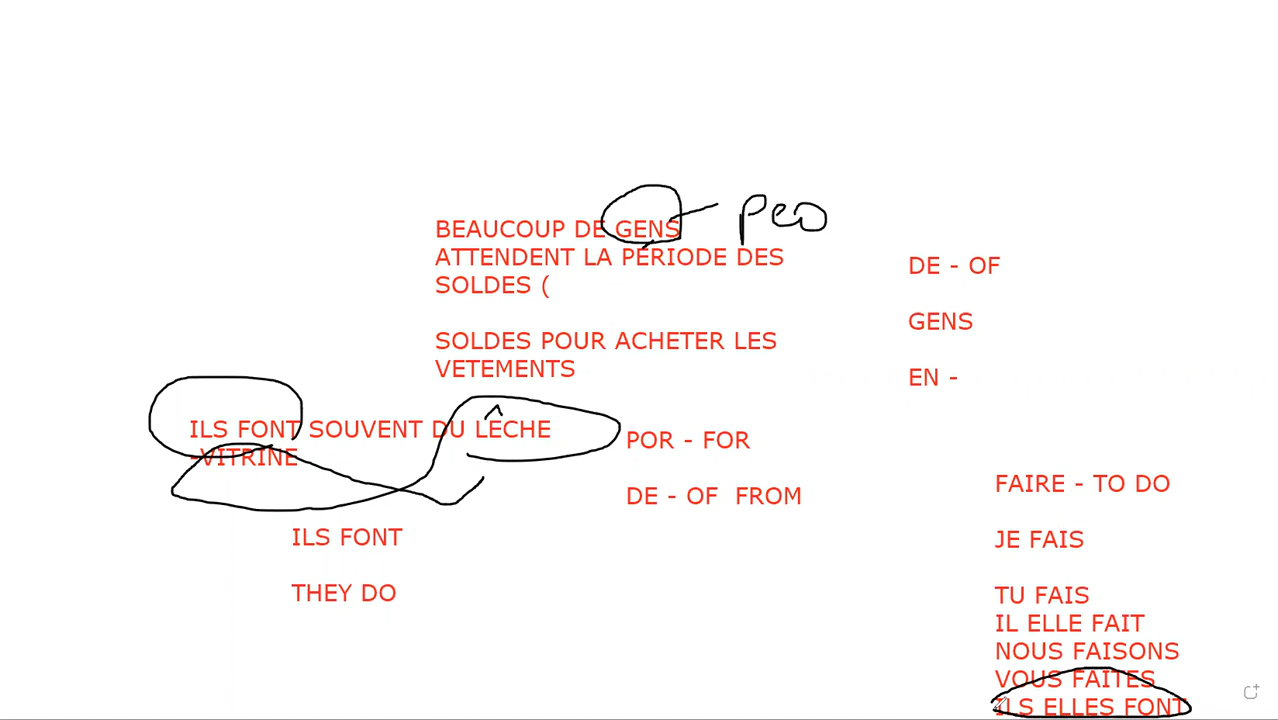 BEAUCOUP DE GENS
ATTENDENT LA PÉRIODE DES
SOLDES (
SOLDES POUR ACHETER LES
VETEMENTS
peo
DE - OF
GENS
EN -
ILS FONT SOUVENT DU LÊCHE
-VITRINE
ILS FONT
THEY DO
POR - FOR
DE - OF FROM
FAIRE - TO DO
JE FAIS
TU FAIS
IL ELLE FAIT
NOUS FAISONS
VOUS FAITES
ILS ELLES FONT